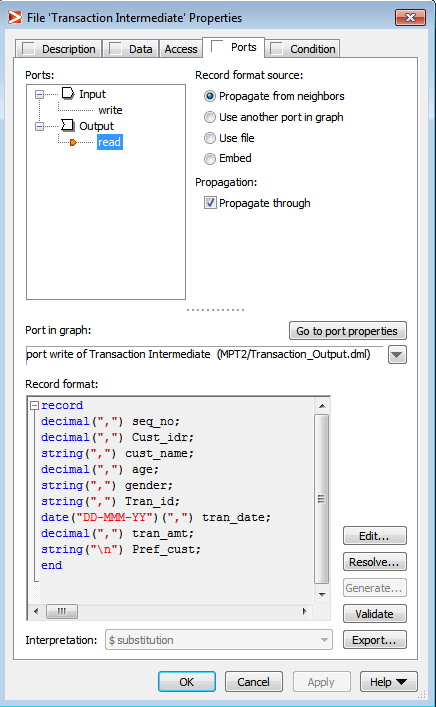 File 'Transaction Intermediate' Properties
Description Data Access Ports Condition
Ports:
Input
write
Output
read
Record format source:
Propagate from neighbors
Use another port in graph
Use file
Embed
Propagation:
Propagate through
Port in graph:
Go to port properties
port write of Transaction Intermediate (MPT2/Transaction_Output.dml)
Record format:
record
decimal(",") seq_no;
decimal(",") Cust_idr;
string(",") cust_name;
decimal(",") age;
string(",") gender;
string(",") Tran_id;
date("DD-MMM-YY")(",") tran_date;
decimal(",") tran_amt;
string("\n") Pref_cust;
end
Edit...
Resolve...
Generate...
Validate
Export...
Interpretation: $ substitution
OK Cancel Apply Help